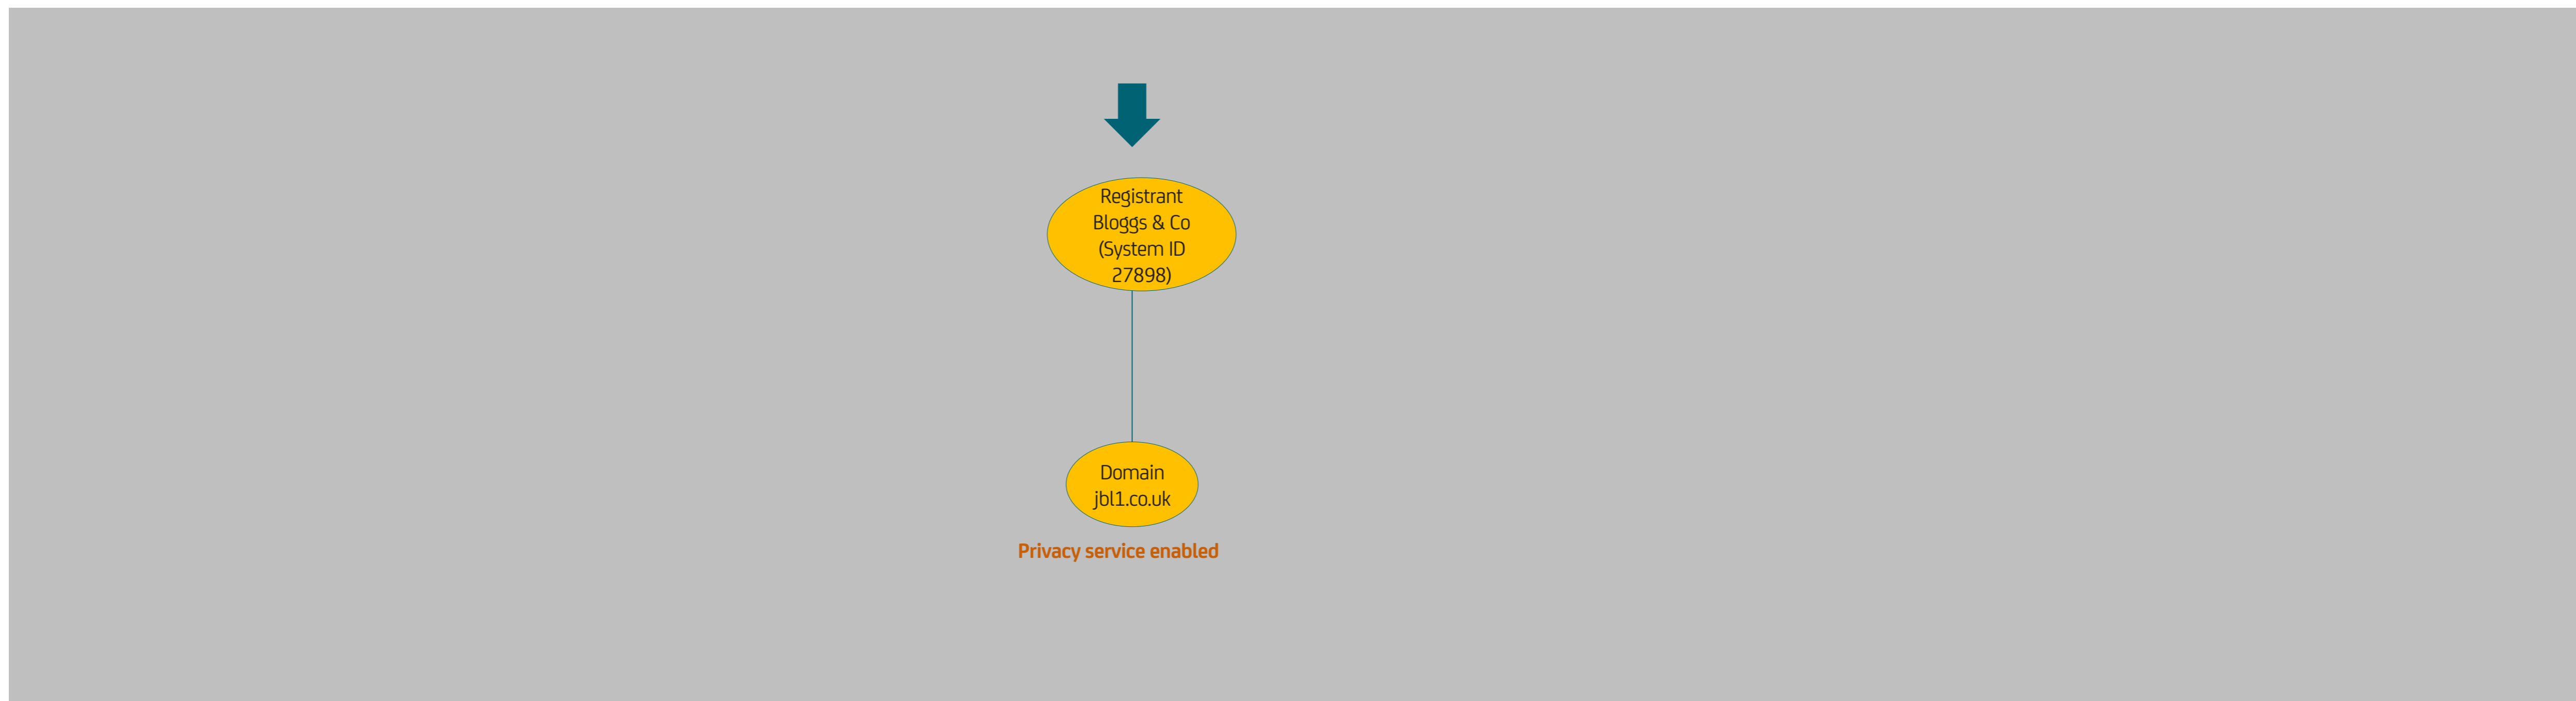 Registrant
Bloggs & Co
(System ID
27898)
Domain
jbl1.co.uk
Privacy service enabled